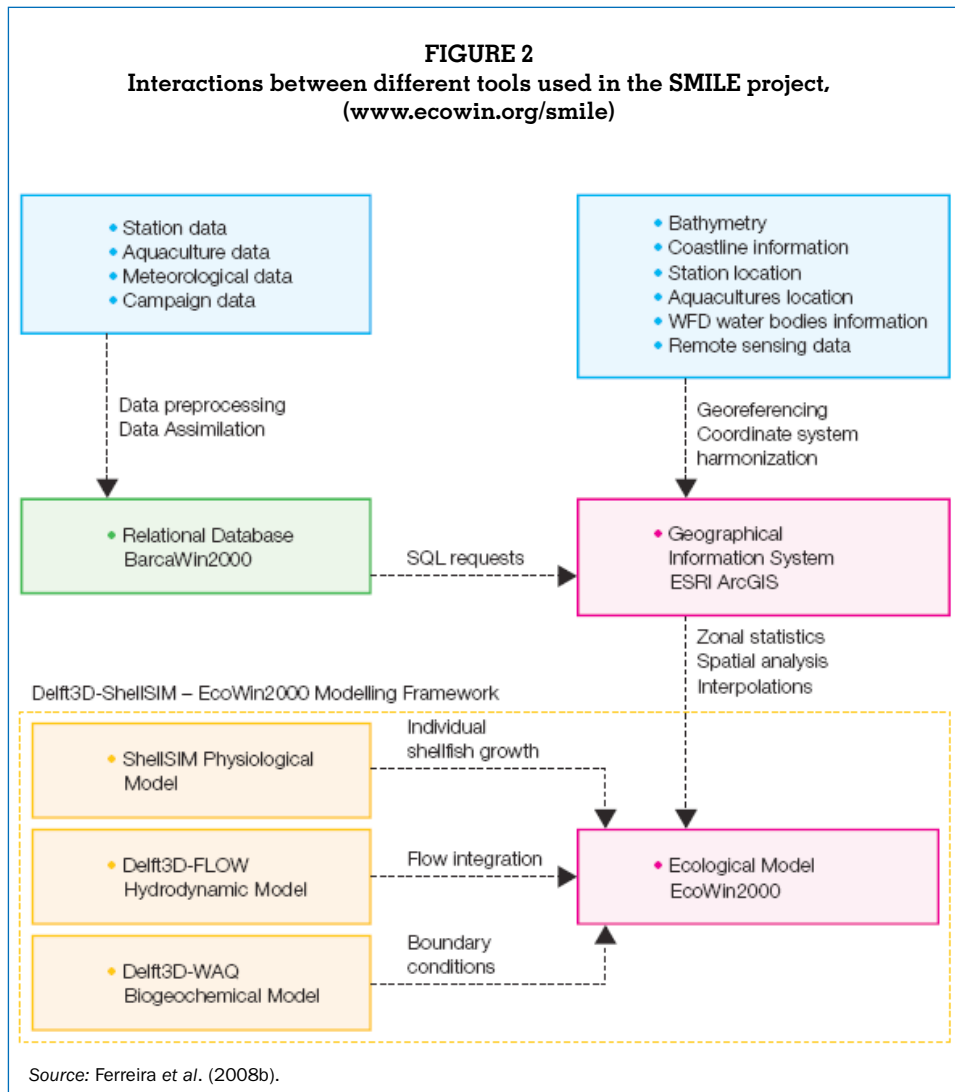 FIGURE 2
Interactions between different tools used in the SMILE project,
(www.ecowin.org/smile)
• Station data
• Aquaculture data
• Meteorological data
• Campaign data
• Bathymetry
• Coastline information
• Station location
• Aquacultures location
• WFD water bodies information
• Remote sensing data
Data preprocessing
Data Assimilation
Georeferencing
Coordinate system
harmonization
• Relational Database
BarcaWin2000
SQL requests
• Geographical
Information System
ESRI ArcGIS
Zonal statistics
Spatial analysis
Interpolations
Delft3D-ShellSIM – EcoWin2000 Modelling Framework
• ShellSIM Physiological
Model
Individual
shellfish growth
• Delft3D-FLOW
Hydrodynamic Model
Flow integration
• Ecological Model
EcoWin2000
• Delft3D-WAQ
Biogeochemical Model
Boundary
conditions
Source: Ferreira et al. (2008b).